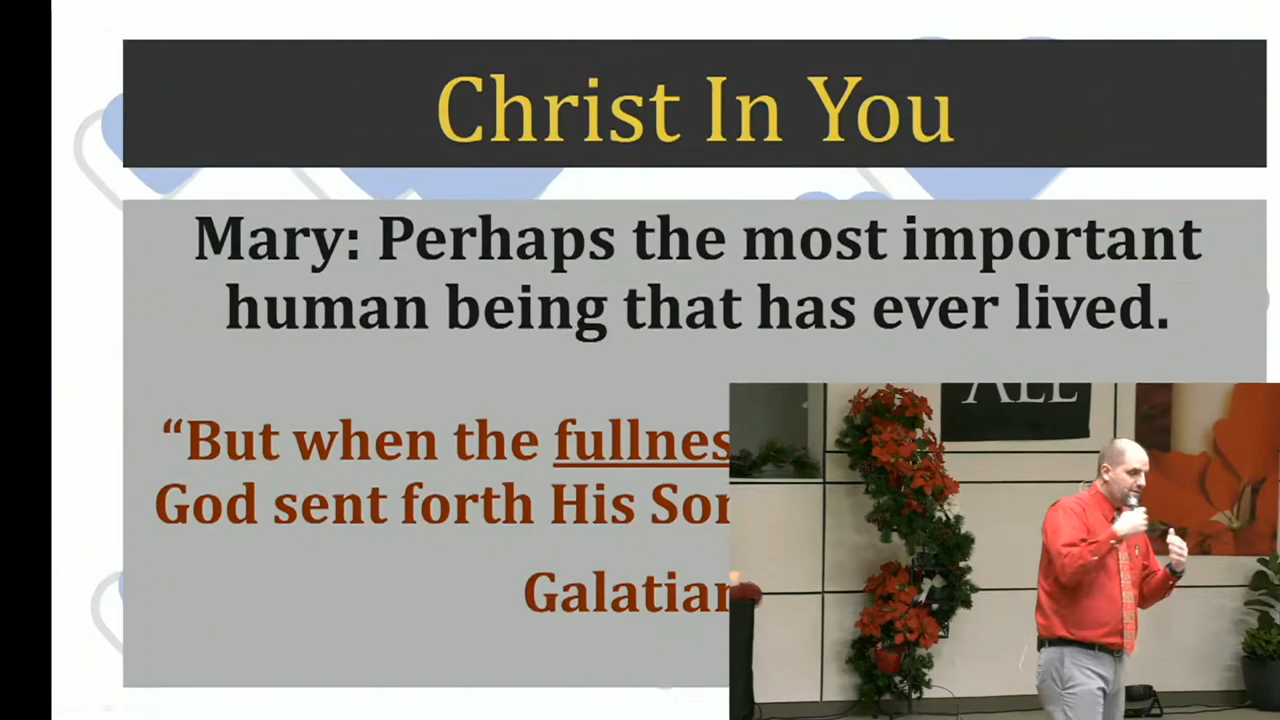 Christ In You
Mary: Perhaps the most important
human being that has ever lived.
“But when the fullnes
God sent forth His Son
Galatian
ALL